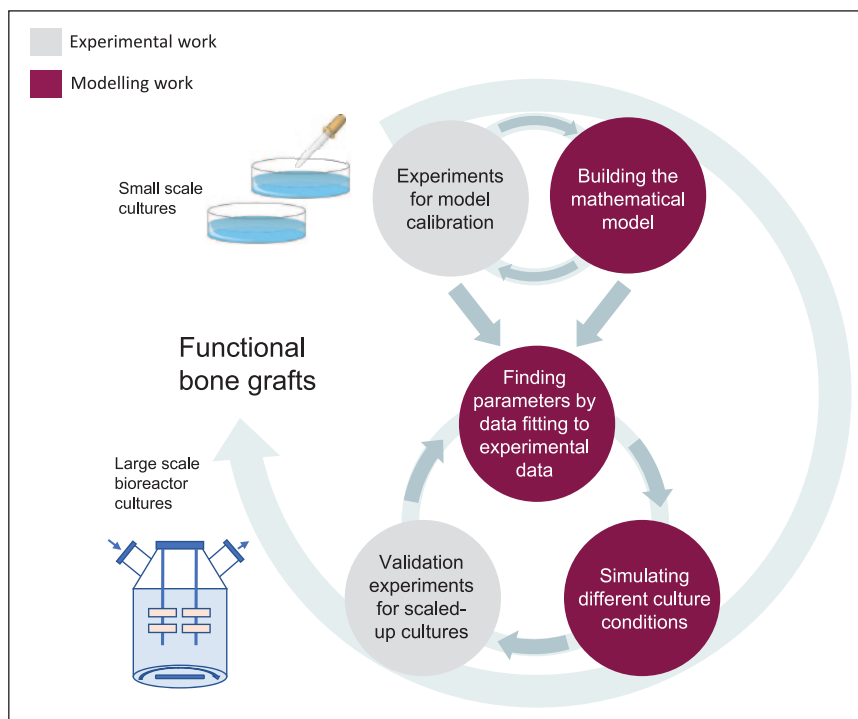 Experimental work
Modelling work
Small scale
cultures
Experiments
for model
calibration
Building the
mathematical
model
Functional
bone grafts
Finding
parameters by
data fitting to
experimental
data
Large scale
bioreactor
cultures
Validation
experiments
for scaled-
up cultures
Simulating
different culture
conditions